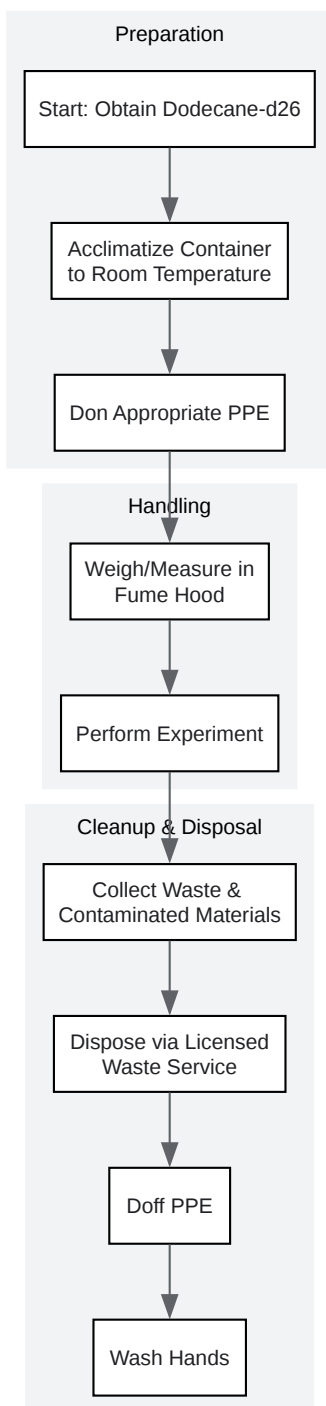 Preparation
Start: Obtain Dodecane-d26
Acclimatize Container
to Room Temperature
Don Appropriate PPE
Handling
Weigh/Measure in
Fume Hood
Perform Experiment
Cleanup & Disposal
Collect Waste &
Contaminated Materials
Dispose via Licensed
Waste Service
Doff PPE
Wash Hands